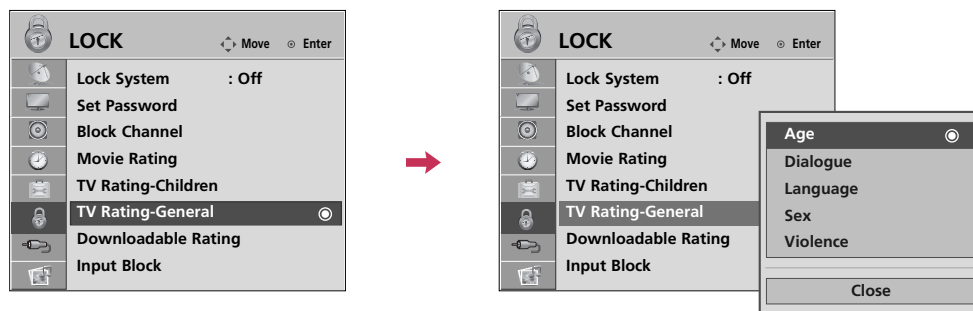 LOCK
Move Enter
Lock System : Off
Set Password
Block Channel
Movie Rating
TV Rating-Children
TV Rating-General
Downloadable Rating
Input Block
LOCK
Move Enter
Lock System : Off
Set Password
Block Channel
Movie Rating
TV Rating-Children
TV Rating-General
Downloadable Rating
Input Block
Age
Dialogue
Language
Sex
Violence
Close